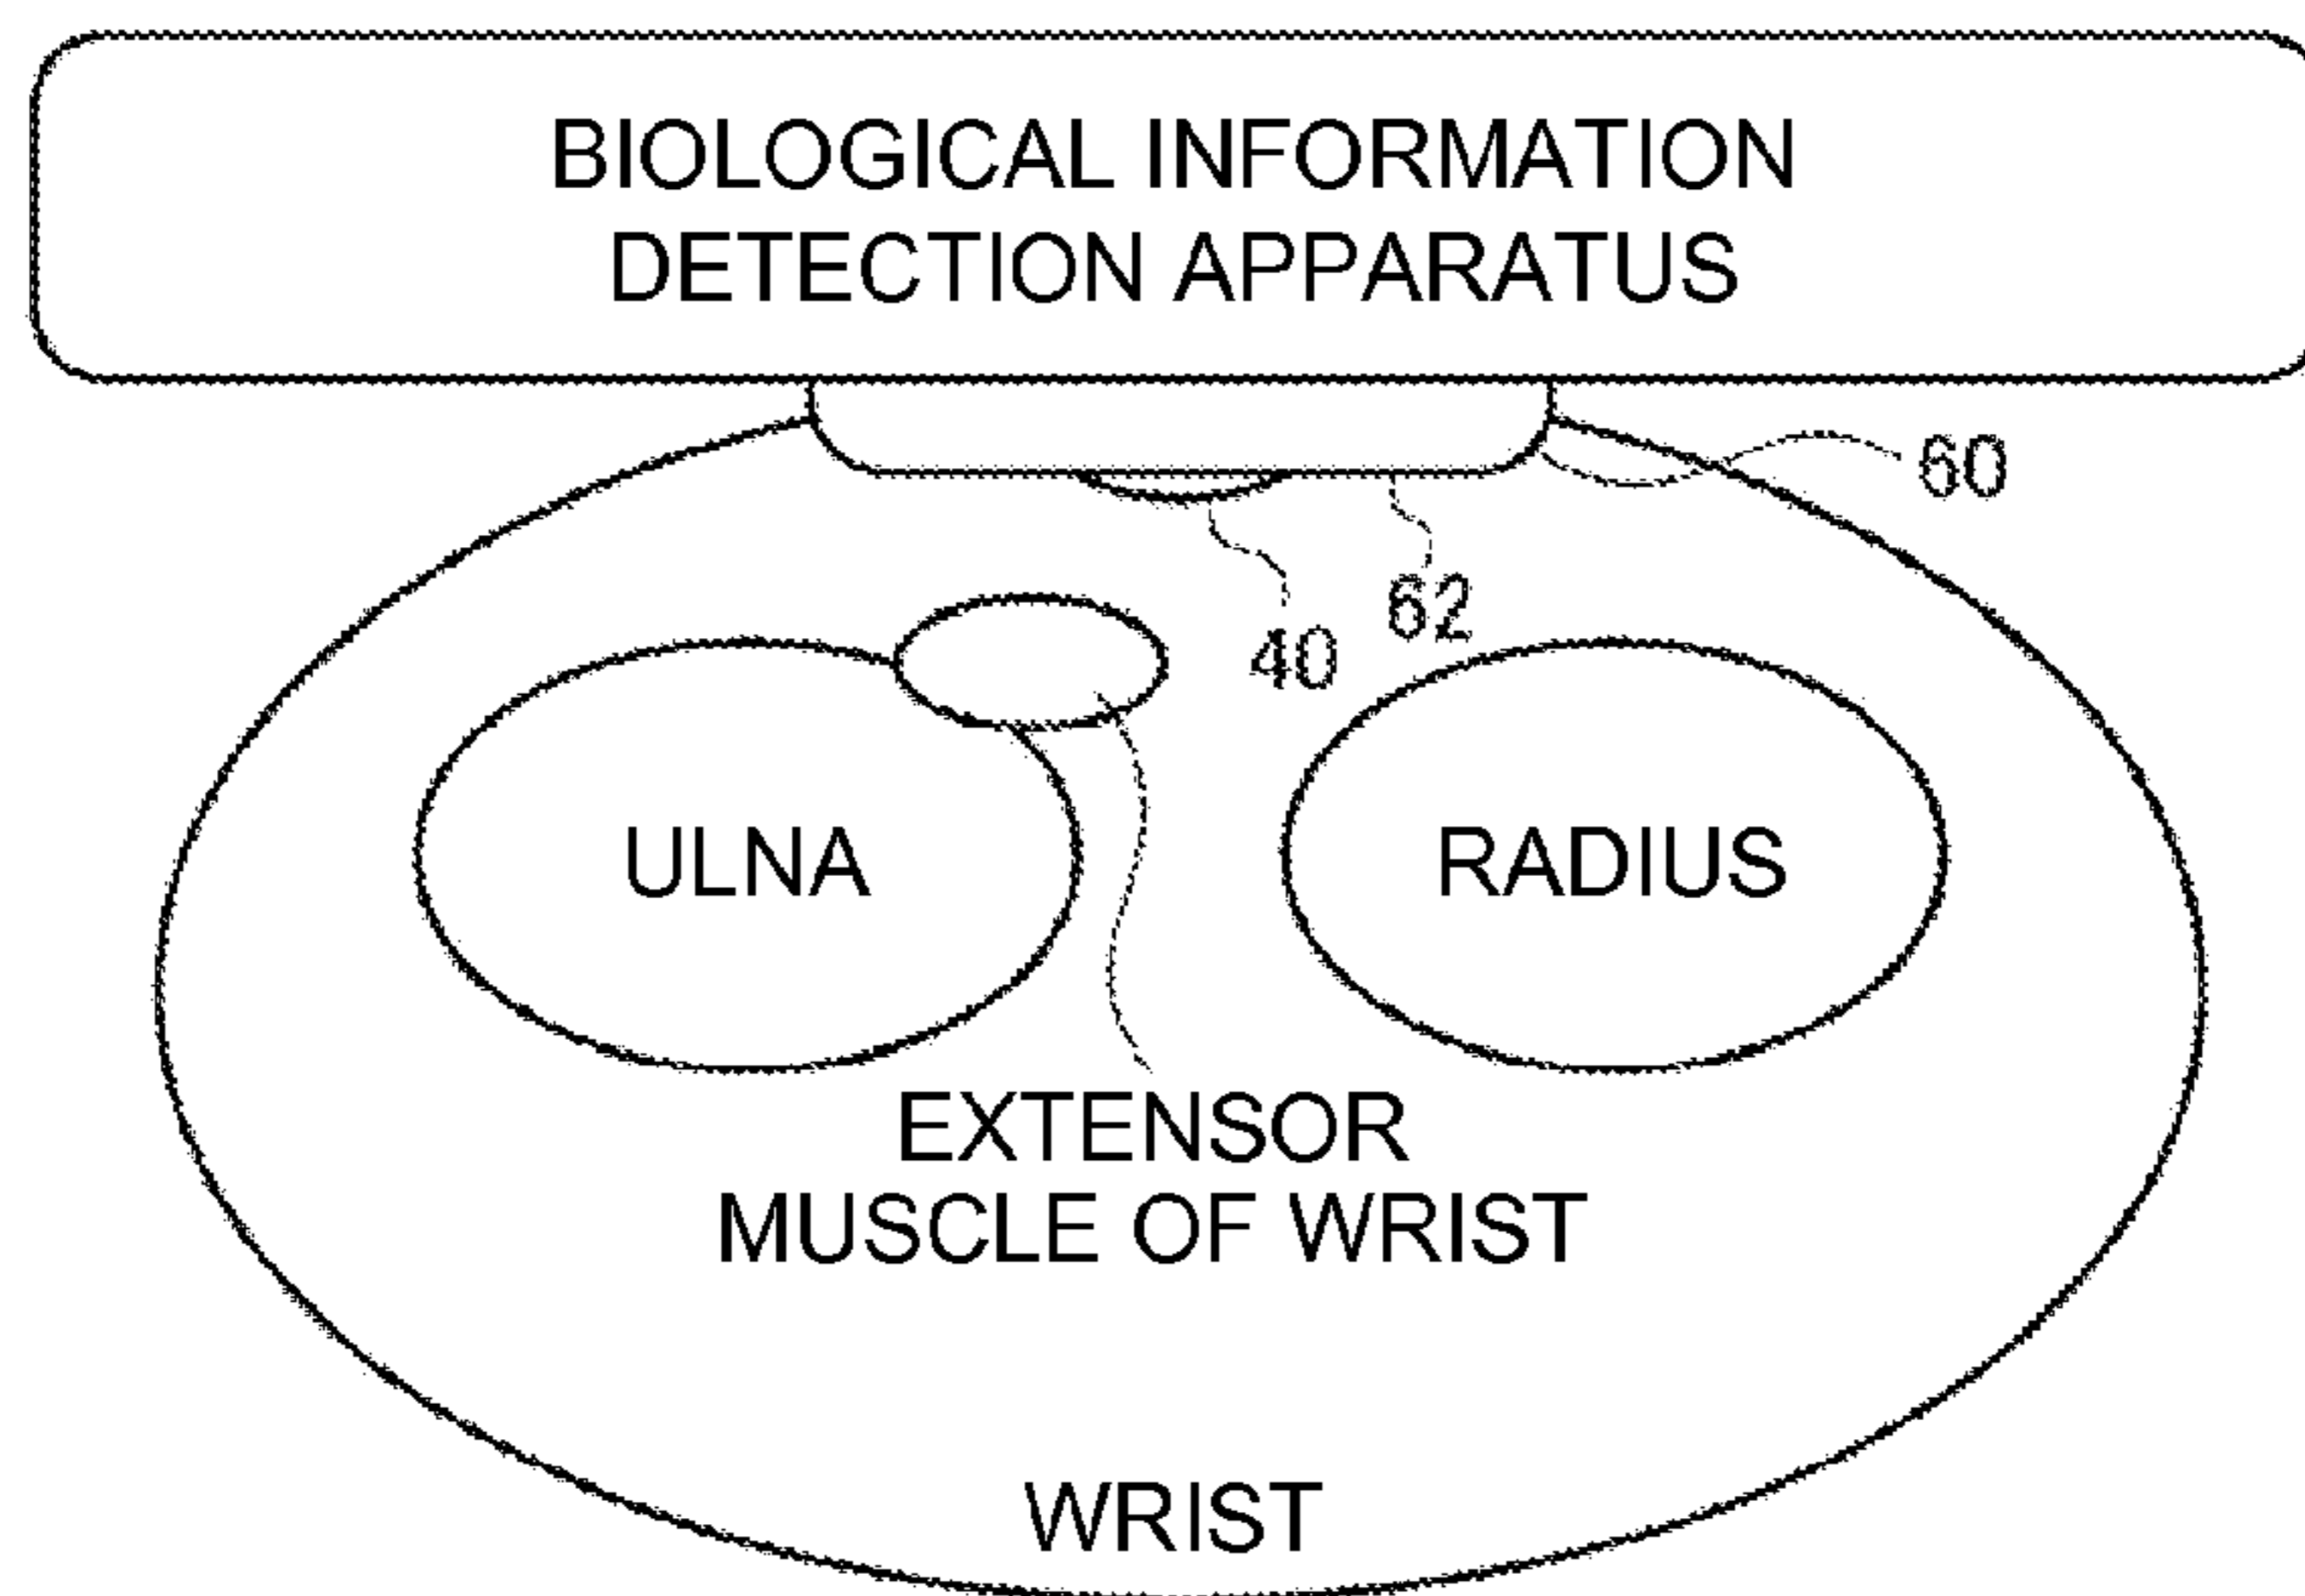 BIOLOGICAL INFORMATION
DETECTION APPARATUS
60
62
40
ULNA
RADIUS
EXTENSOR
MUSCLE OF WRIST
WRIST